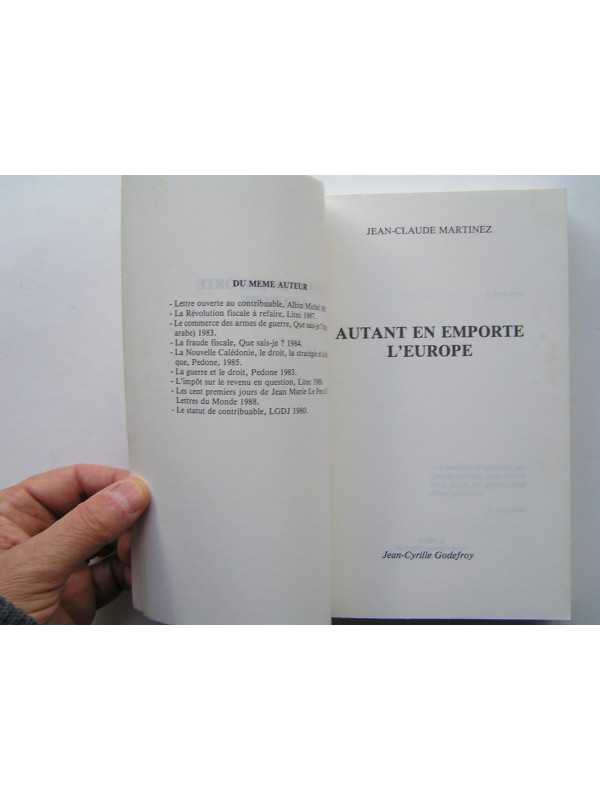 DU MEME AUTEUR
- Lettre ouverte au contribuable, Albin Michel
- La Révolution fiscale à refaire, Litec 1987.
- Le commerce des armes de guerre, Que sais-je ?
arabe) 1983.
- La fraude fiscale, Que sais-je ? 1984.
- La Nouvelle Calédonie, le droit, la stratégie et
que, Pedone, 1985.
- La guerre et le droit, Pedone 1983.
- L'impôt sur le revenu en question, Litec 1989
- Les cent premiers jours de Jean Marie Le Pen
Lettres du Monde 1988.
- Le statut de contribuable, LGDJ 1980.
JEAN-CLAUDE MARTINEZ
AUTANT EN EMPORTE
L'EUROPE
Jean-Cyrille Godefroy